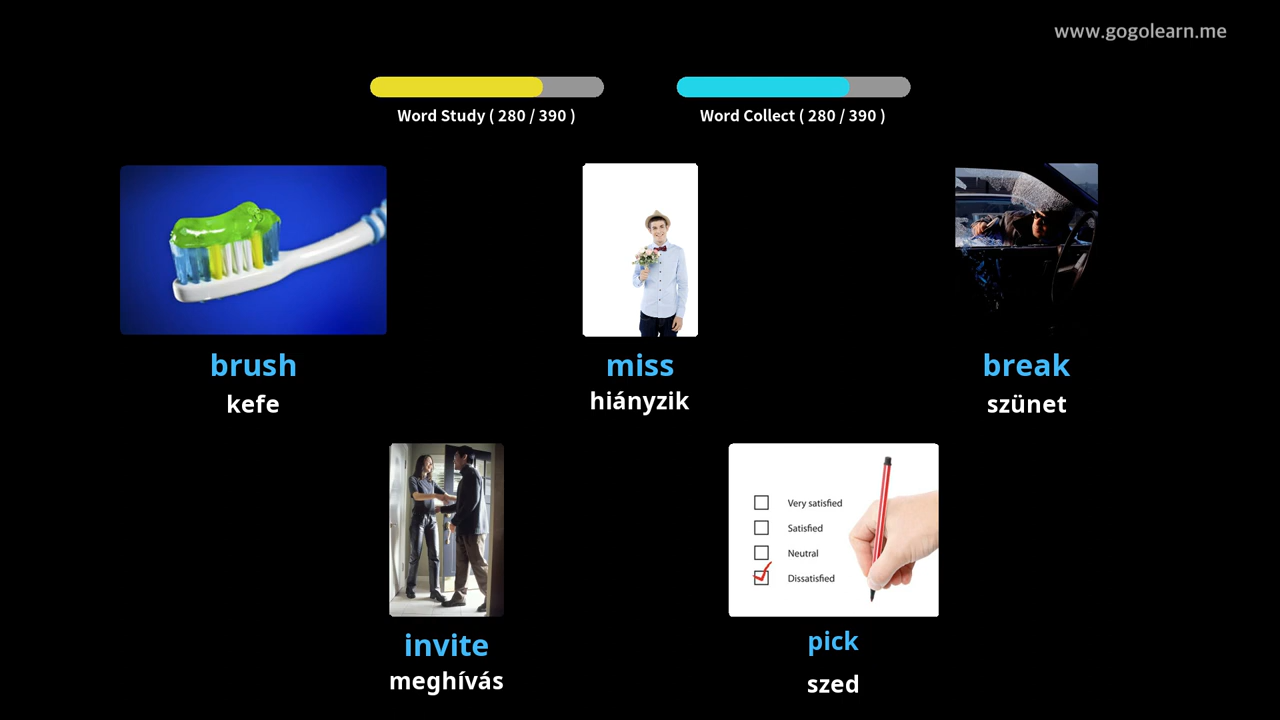 www.gogolearn.me
Word Study ( 280 / 390 )
Word Collect ( 280 / 390 )
brush
kefe
miss
hiányzik
break
szünet
Very satisfied
Satisfied
Neutral
Dissatisfied
invite
meghívás
pick
szed